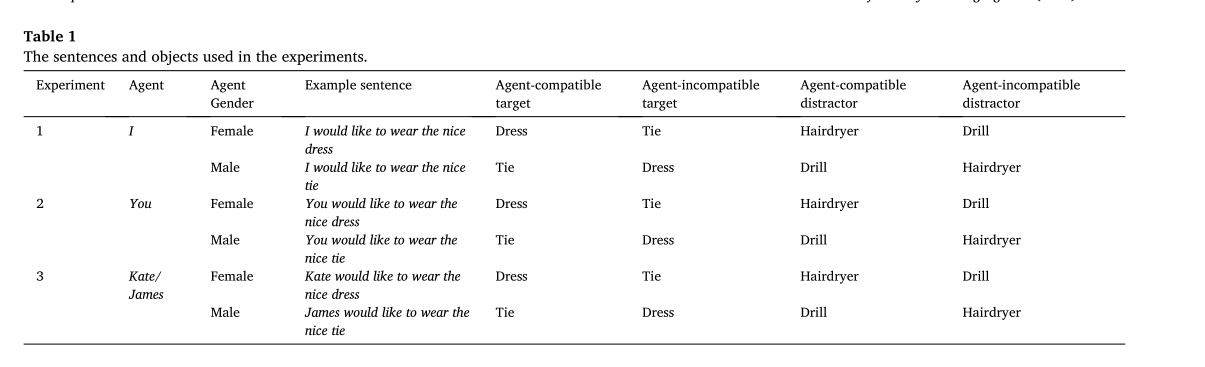 Table 1
The sentences and objects used in the experiments.
Experiment Agent Agent Gender Example sentence Agent-compatible target Agent-incompatible target Agent-compatible distractor Agent-incompatible distractor
1 I Female I would like to wear the nice dress Dress Tie Hairdryer Drill
Male I would like to wear the nice tie Tie Dress Drill Hairdryer
2 You Female You would like to wear the nice dress Dress Tie Hairdryer Drill
Male You would like to wear the nice tie Tie Dress Drill Hairdryer
3 Kate/ James Female Kate would like to wear the nice dress Dress Tie Hairdryer Drill
Male James would like to wear the nice tie Tie Dress Drill Hairdryer